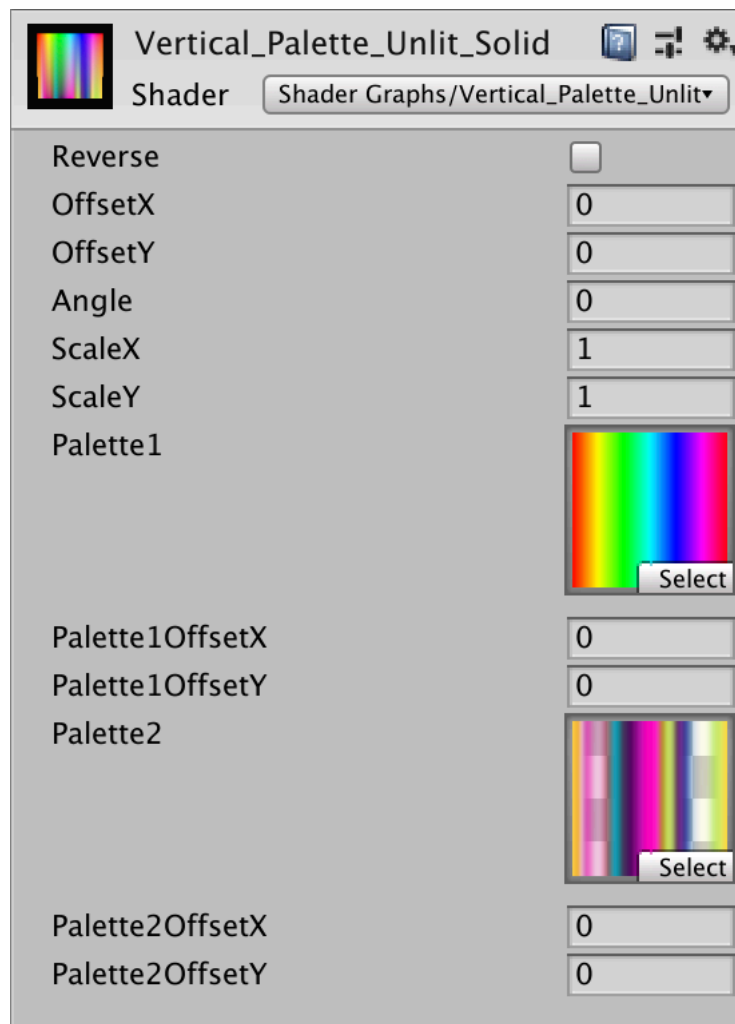 Vertical_Palette_Unlit_Solid
Shader Shader Graphs/Vertical_Palette_Unlit
Reverse
OffsetX 0
OffsetY 0
Angle 0
ScaleX 1
ScaleY 1
Palette1
Select
Palette1OffsetX 0
Palette1OffsetY 0
Palette2
Select
Palette2OffsetX 0
Palette2OffsetY 0